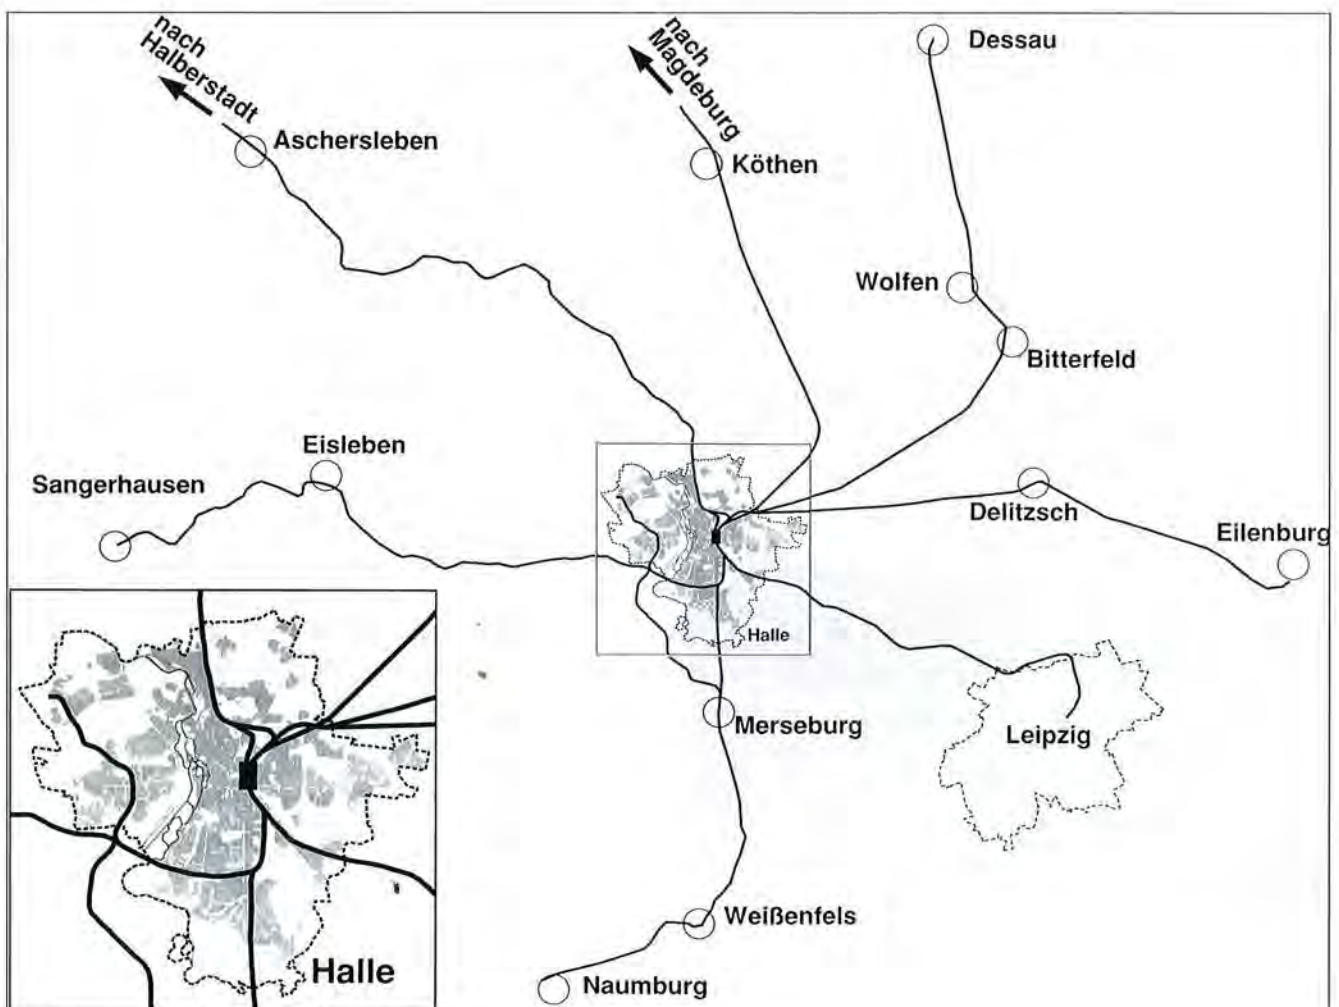 nach
Halberstadt
nach
Magdeburg
Dessau
Aschersleben
Köthen
Wolfen
Bitterfeld
Eisleben
Sangerhausen
Delitzsch
Eilenburg
Halle
Merseburg
Leipzig
Weißenfels
Halle
Naumburg